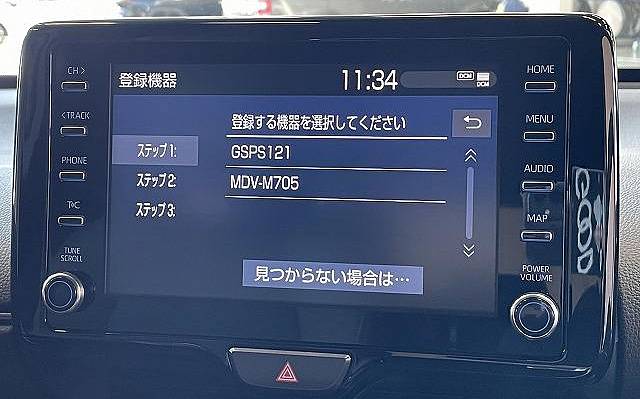 CH >
< TRACK
PHONE
TUNE
SCROLL
登録機器
11:34
DCM
DCM
登録する機器を選択してください
ステップ1:
GSPS121
ステップ2:
MDV-M705
ステップ3:
見つからない場合は…
HOME
MENU
AUDIO
MAP
POWER
VOLUME
GOOD